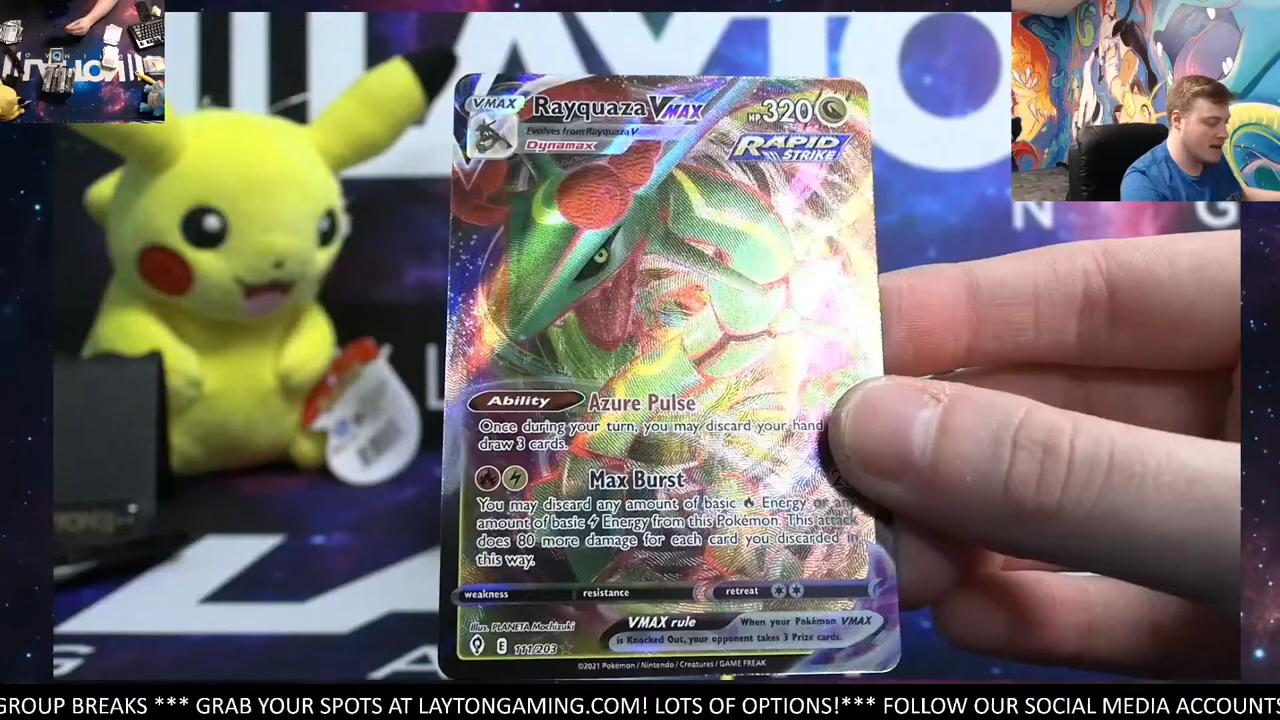 VMAX Rayquaza VMAX HP 320
Evolves from Rayquaza V
Dynamax
RAPID STRIKE
Ability Azure Pulse
Once during your turn, you may discard your hand
draw 3 cards.
Max Burst
You may discard any amount of basic Energy or any
amount of basic Energy from this Pokémon. This attack
does 80 more damage for each card you discarded in
this way.
weakness resistance retreat
Illus. PLANETA Mochizuki
VMAX rule When your Pokémon VMAX
is Knocked Out, your opponent takes 3 Prize cards.
E 111/203
©2021 Pokémon / Nintendo / Creatures / GAME FREAK
GROUP BREAKS *** GRAB YOUR SPOTS AT LAYTONGAMING.COM! LOTS OF OPTIONS!*** FOLLOW OUR SOCIAL MEDIA ACCOUNTS